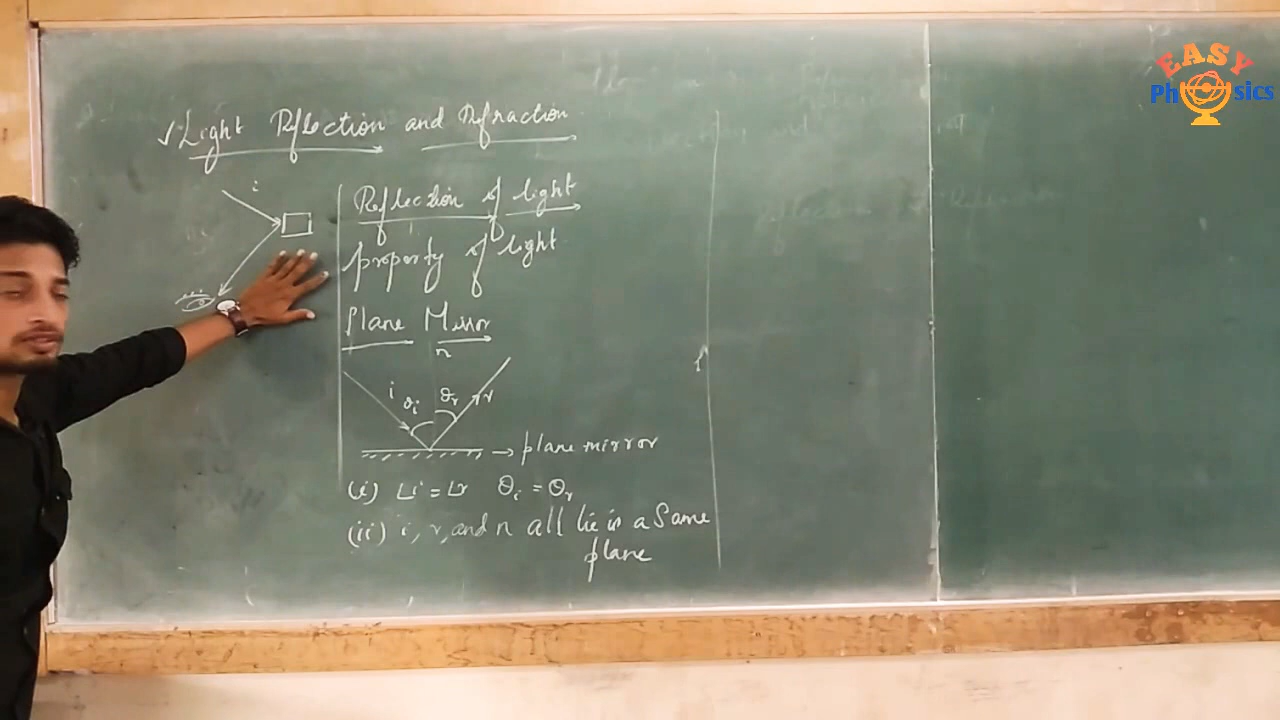 ✓ Light Reflection and Refraction
i
Reflection of light
property of light
plane Mirror
n
i θi θr r
→ plane mirror
(i) ∠i = ∠r θi = θr
(ii) i, r, and n all lie in a Same
plane
EASY
Physics